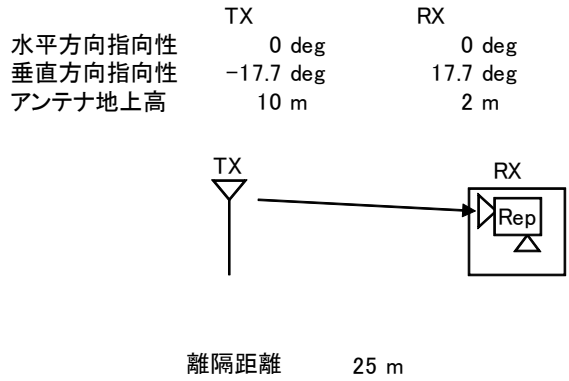 TX RX
水平方向指向性 0 deg 0 deg
垂直方向指向性 -17.7 deg 17.7 deg
アンテナ地上高 10 m 2 m
TX RX
Rep
離隔距離 25 m